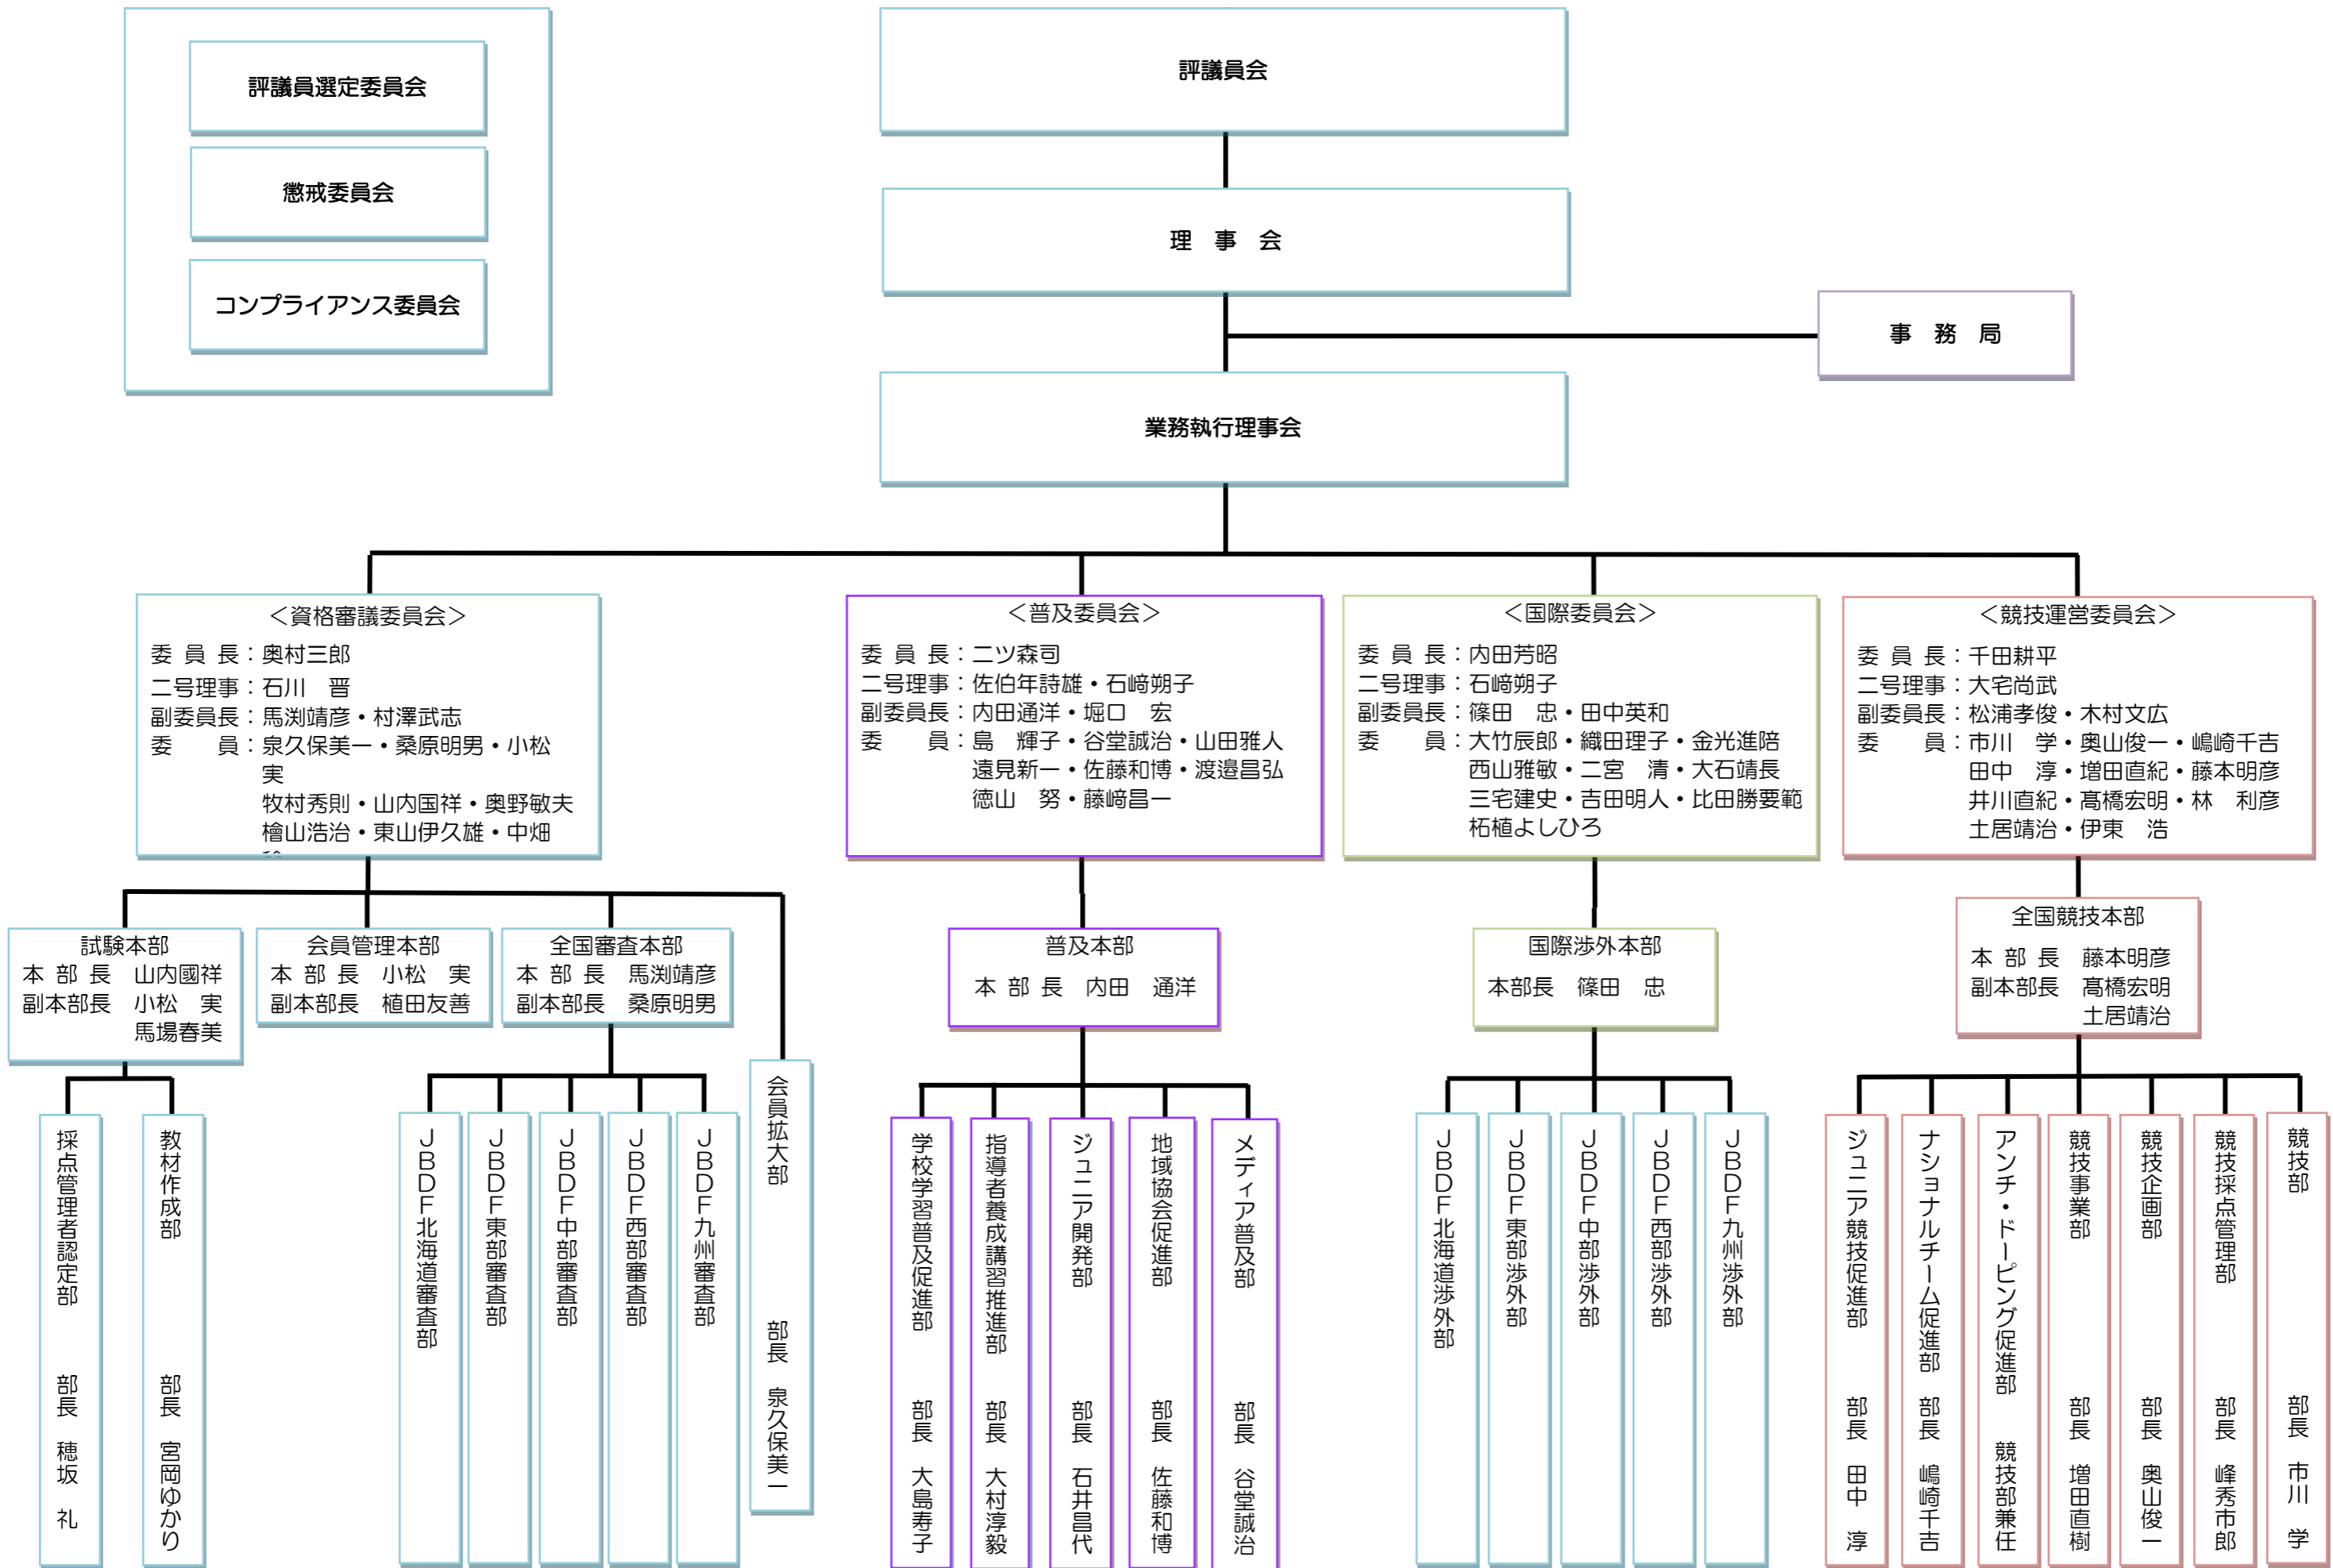 評議員選定委員会
懲戒委員会
コンプライアンス委員会
評議員会
理 事 会
事 務 局
業務執行理事会
＜資格審議委員会＞
委 員 長：奥村三郎
二号理事：石川　晋
副委員長：馬渕靖彦・村澤武志
委　　員：泉久保美一・桑原明男・小松
実
牧村秀則・山内国祥・奥野敏夫
檜山浩治・東山伊久雄・中畑
＜普及委員会＞
委 員 長：二ツ森司
二号理事：佐伯年詩雄・石﨑朔子
副委員長：内田通洋・堀口　宏
委　　員：島　輝子・谷堂誠治・山田雅人
遠見新一・佐藤和博・渡邉昌弘
徳山　努・藤﨑昌一
＜国際委員会＞
委 員 長：内田芳昭
二号理事：石﨑朔子
副委員長：篠田　忠・田中英和
委　　員：大竹辰郎・織田理子・金光進陪
西山雅敏・二宮　清・大石靖長
三宅建史・吉田明人・比田勝要範
柘植よしひろ
＜競技運営委員会＞
委 員 長：千田耕平
二号理事：大宅尚武
副委員長：松浦孝俊・木村文広
委　　員：市川　学・奥山俊一・嶋崎千吉
田中　淳・増田直紀・藤本明彦
井川直紀・髙橋宏明・林　利彦
土居靖治・伊東　浩
試験本部
本 部 長　山内國祥
副本部長　小松　実
馬場春美
会員管理本部
本 部 長　小松　実
副本部長　植田友善
全国審査本部
本 部 長　馬渕靖彦
副本部長　桑原明男
普及本部
本 部 長　内田　通洋
国際渉外本部
本部長　篠田　忠
全国競技本部
本 部 長　藤本明彦
副本部長　髙橋宏明
土居靖治
採点管理者認定部　部長　穂坂　礼
教材作成部　部長　宮岡ゆかり
ＪＢＤＦ北海道審査部
ＪＢＤＦ東部審査部
ＪＢＤＦ中部審査部
ＪＢＤＦ西部審査部
ＪＢＤＦ九州審査部
会員拡大部　部長　泉久保美一
学校学習普及促進部　部長　大島寿子
指導者養成講習推進部　部長　大村淳毅
ジュニア開発部　部長　石井昌代
地域協会促進部　部長　佐藤和博
メディア普及部　部長　谷堂誠治
ＪＢＤＦ北海道渉外部
ＪＢＤＦ東部渉外部
ＪＢＤＦ中部渉外部
ＪＢＤＦ西部渉外部
ＪＢＤＦ九州渉外部
ジュニア競技促進部　部長　田中　淳
ナショナルチーム促進部　部長　嶋崎千吉
アンチ・ドーピング促進部　競技部兼任
競技事業部　部長　増田直樹
競技企画部　部長　奥山俊一
競技採点管理部　部長　峰秀市郎
競技部　部長　市川　学